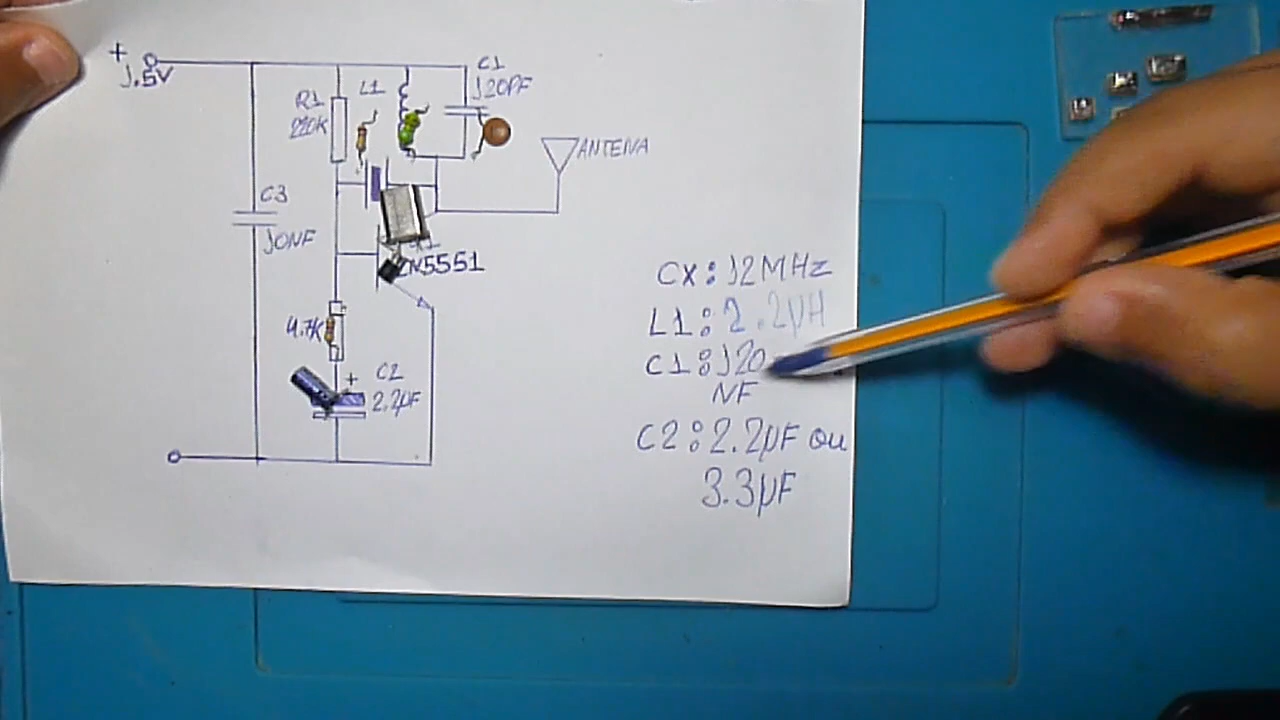 +
1.5V
R1
220K
L1
C1
120PF
ANTENA
C3
10NF
2N5551
4.7K
+
C2
2.2µF
CX: 12MHz
L1: 2.2µH
C1: 120
NF
C2: 2.2µF ou
3.3µF